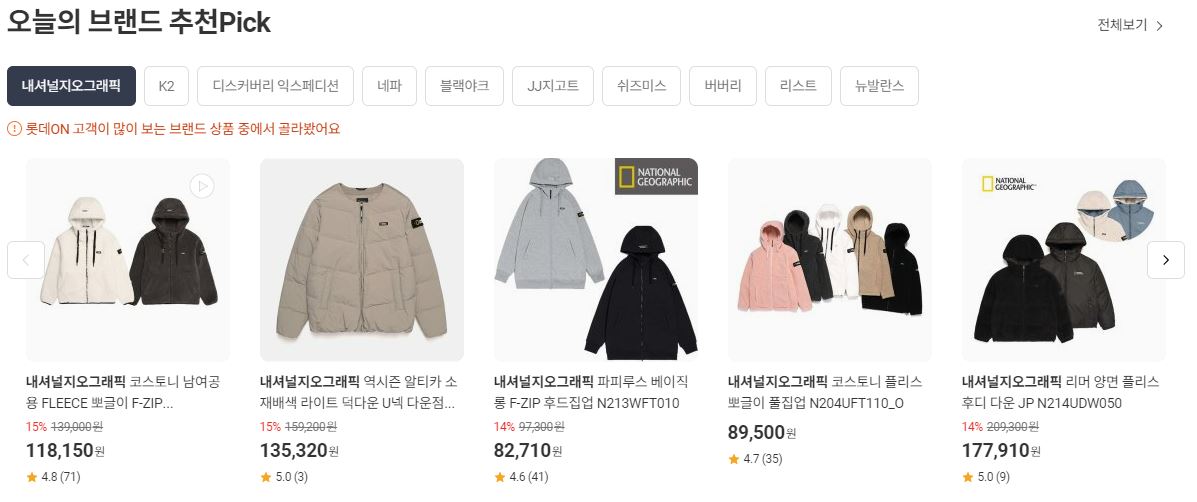 오늘의 브랜드 추천Pick
전체보기
내셔널지오그래픽 K2 디스커버리 익스페디션 네파 블랙야크 JJ지고트 쉬즈미스 버버리 리스트 뉴발란스
롯데ON 고객이 많이 보는 브랜드 상품 중에서 골라봤어요
내셔널지오그래픽 코스토니 남여공
용 FLEECE 뽀글이 F-ZIP...
15% 139,000원
118,150원
4.8 (71)
내셔널지오그래픽 역시즌 알티카 소
재배색 라이트 덕다운 U넥 다운점...
15% 159,200원
135,320원
5.0 (3)
NATIONAL
GEOGRAPHIC
내셔널지오그래픽 파피루스 베이직
롱 F-ZIP 후드집업 N213WFT010
14% 97,300원
82,710원
4.6 (41)
내셔널지오그래픽 코스토니 플리스
뽀글이 풀집업 N204UFT110_O
89,500원
4.7 (35)
NATIONAL
GEOGRAPHIC
내셔널지오그래픽 리머 양면 플리스
후디 다운 JP N214UDW050
14% 209,300원
177,910원
5.0 (9)